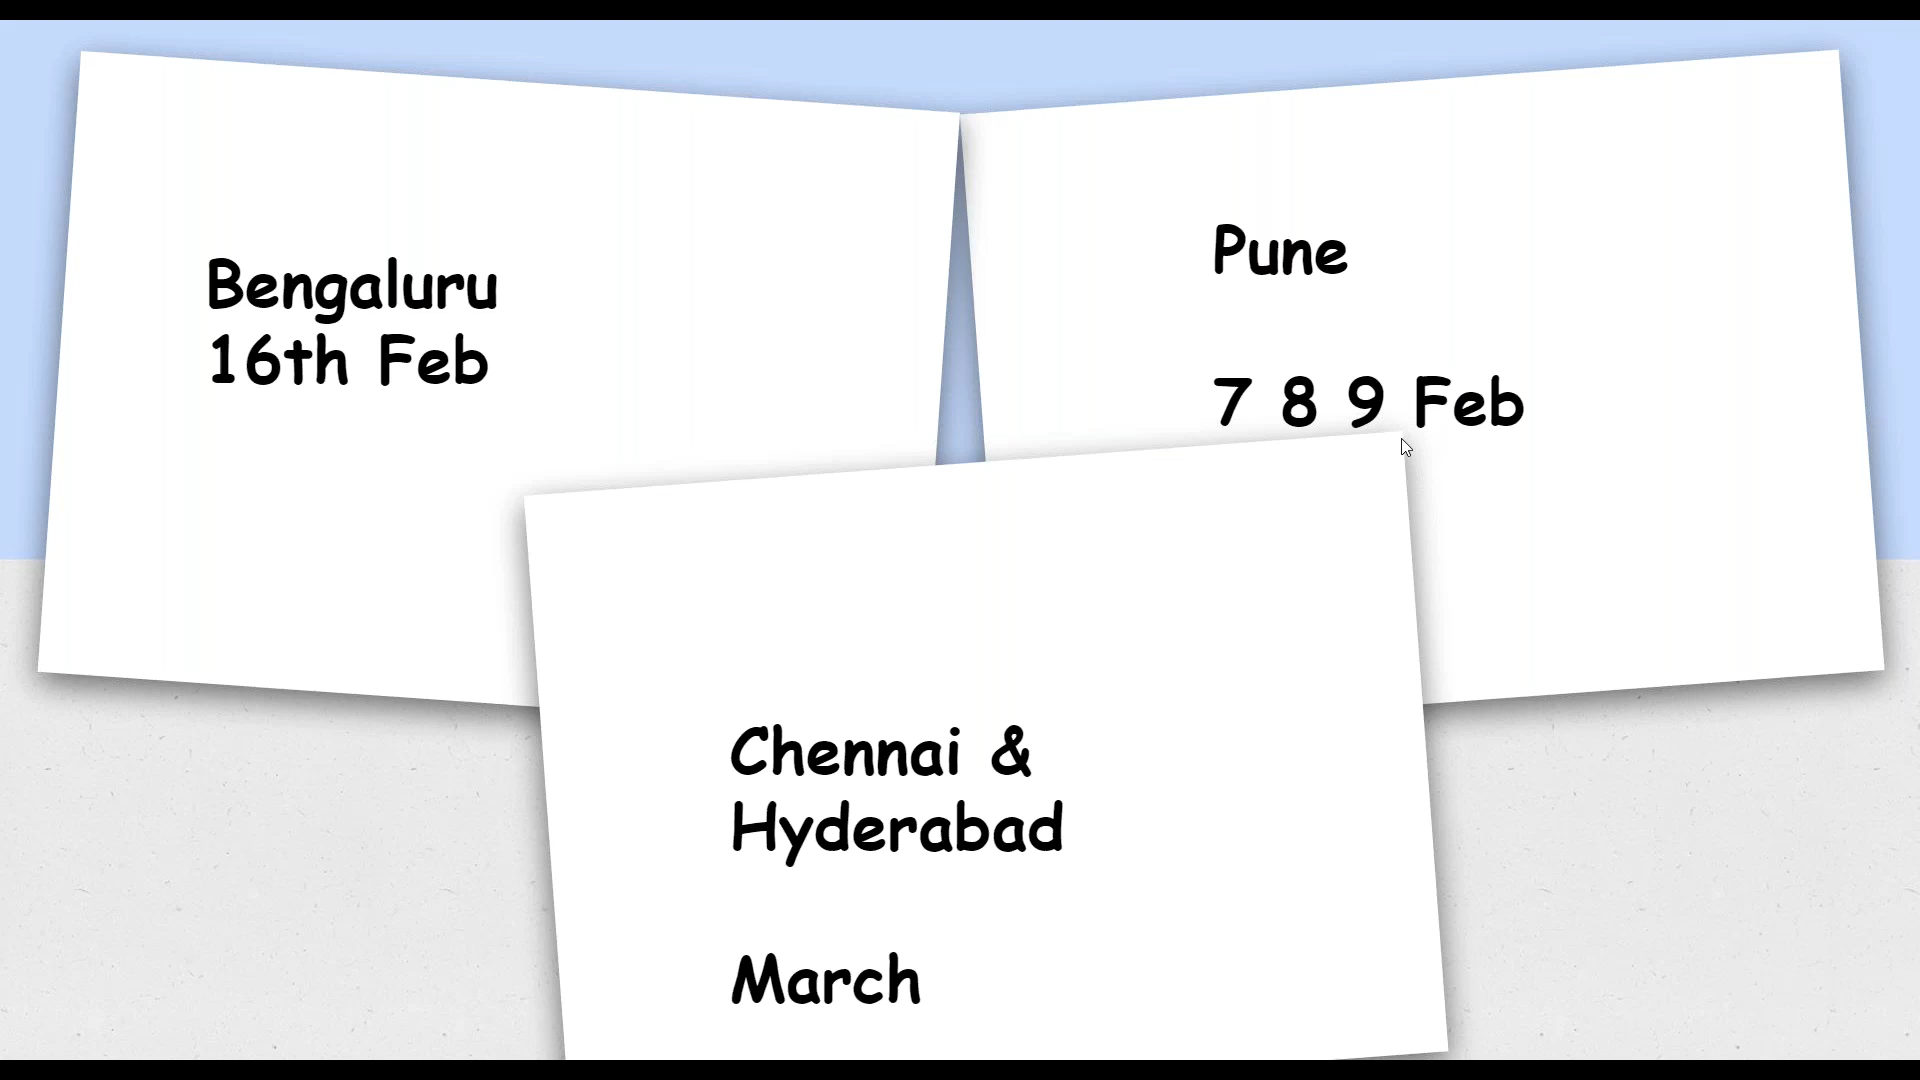 Bengaluru
16th Feb
Pune
7 8 9 Feb
Chennai &
Hyderabad
March